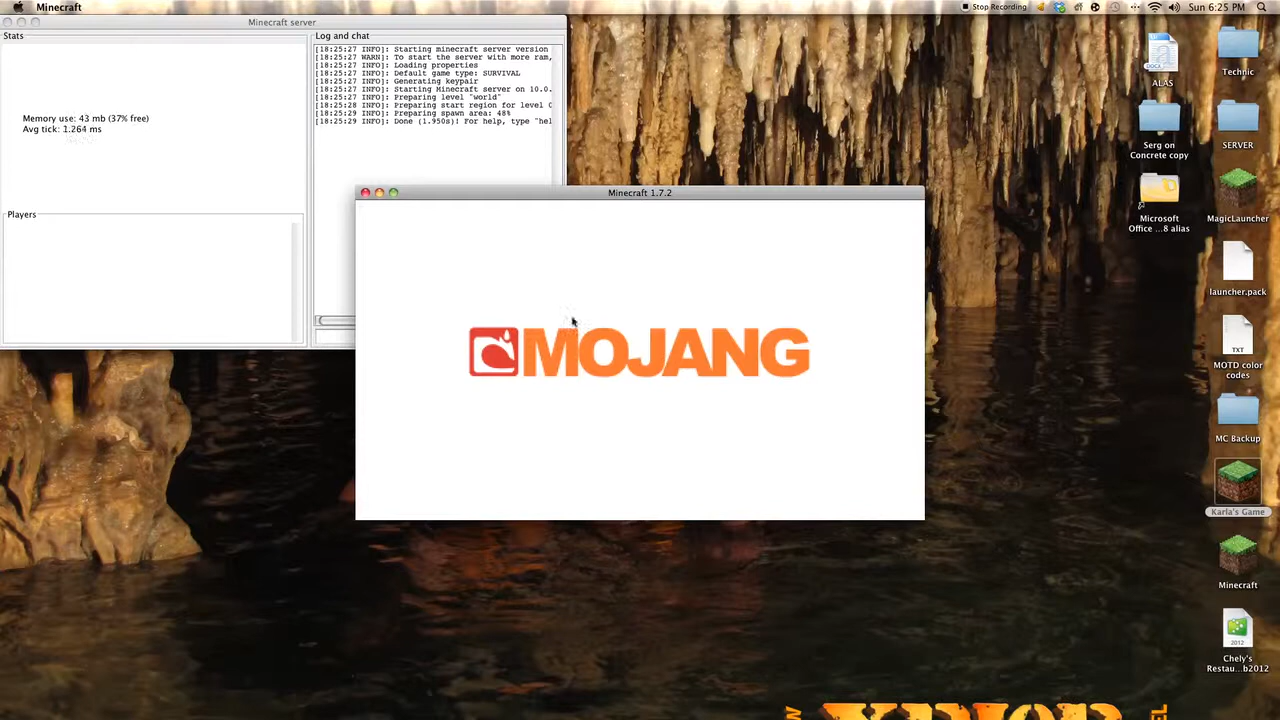 Minecraft
Stop Recording
Sun 6:25 PM
Minecraft server
Stats
Memory use: 43 mb (37% free)
Avg tick: 1.264 ms
Players
Log and chat
[18:25:27 INFO]: Starting minecraft server version
[18:25:27 WARN]: To start the server with more ram,
[18:25:27 INFO]: Loading properties
[18:25:27 INFO]: Default game type: SURVIVAL
[18:25:27 INFO]: Generating keypair
[18:25:27 INFO]: Starting Minecraft server on 10.0.
[18:25:27 INFO]: Preparing level "world"
[18:25:28 INFO]: Preparing start region for level 0
[18:25:29 INFO]: Preparing spawn area: 48%
[18:25:29 INFO]: Done (1.950s)! For help, type "hel
Minecraft 1.7.2
MOJANG
ALAS
Technic
Serg on
Concrete copy
SERVER
Microsoft
Office ...8 alias
MagicLauncher
launcher.pack
TXT
MOTD color
codes
MC Backup
Karla's Game
Minecraft
2012
Chely's
Restau...b2012